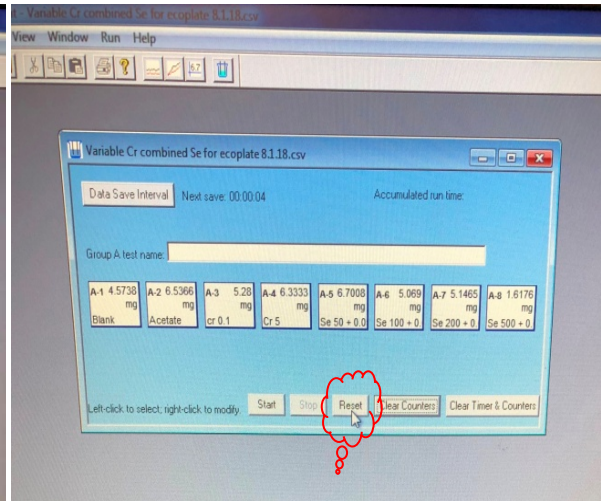 - Variable Cr combined Se for ecoplate 8.1.18.csv
View Window Run Help
6.7
Variable Cr combined Se for ecoplate 8.1.18.csv
Data Save Interval Next save: 00:00:04 Accumulated run time:
Group A test name:
A-1 4.5738 mg Blank
A-2 6.5366 mg Acetate
A-3 5.28 mg cr 0.1
A-4 6.3333 mg Cr 5
A-5 6.7008 mg Se 50 + 0.0
A-6 5.069 mg Se 100 + 0.
A-7 5.1465 mg Se 200 + 0.
A-8 1.6176 mg Se 500 + 0.
Left-click to select; right-click to modify. Start Stop Reset Clear Counters Clear Timer & Counters